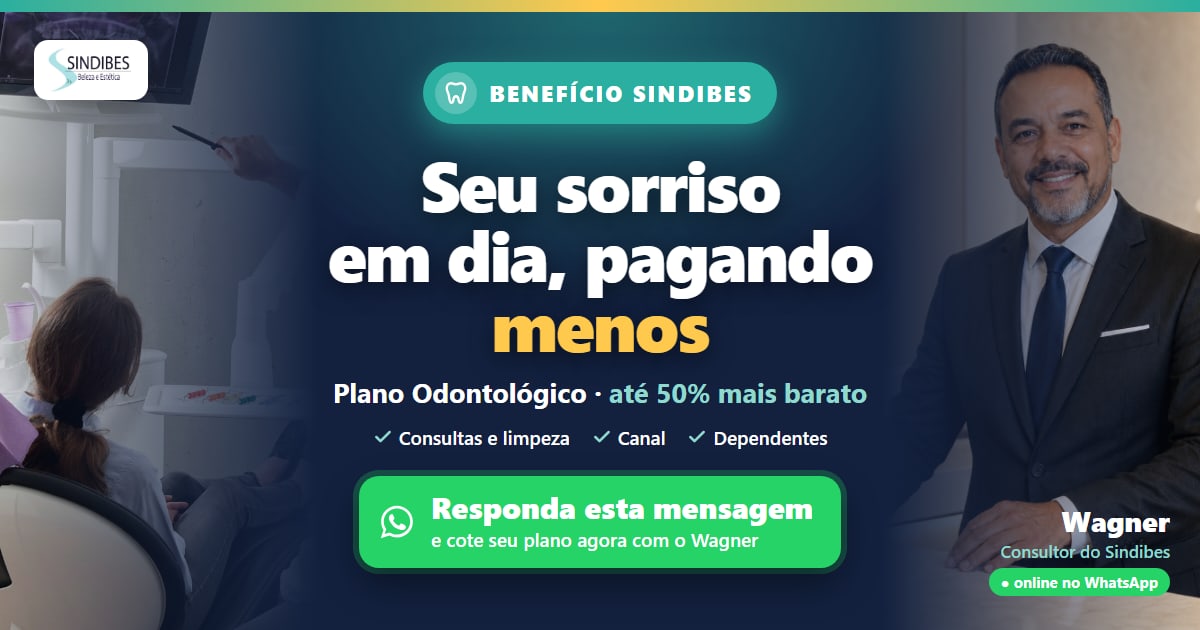 SINDIBES
Beleza e Estética
BENEFÍCIO SINDIBES
Seu sorriso
em dia, pagando
menos
Plano Odontológico · até 50% mais barato
Consultas e limpeza Canal Dependentes
Responda esta mensagem
e cote seu plano agora com o Wagner
Wagner
Consultor do Sindibes
online no WhatsApp